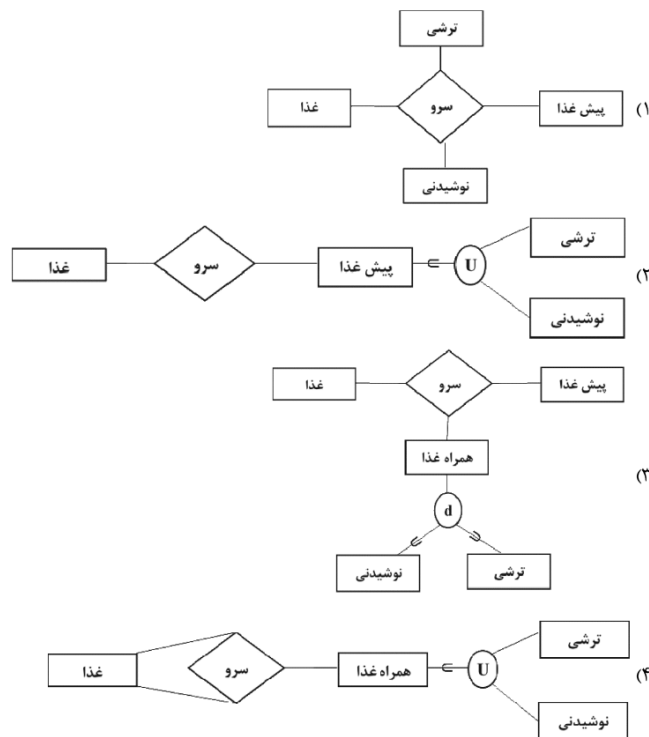 ترشی
غذا سرو پیش غذا (۱
نوشیدنی
ترشی
غذا سرو پیش غذا U (۲
نوشیدنی
غذا سرو پیش غذا
همراه غذا
(۳
d
نوشیدنی ترشی
ترشی
غذا سرو همراه غذا U (۴
نوشیدنی